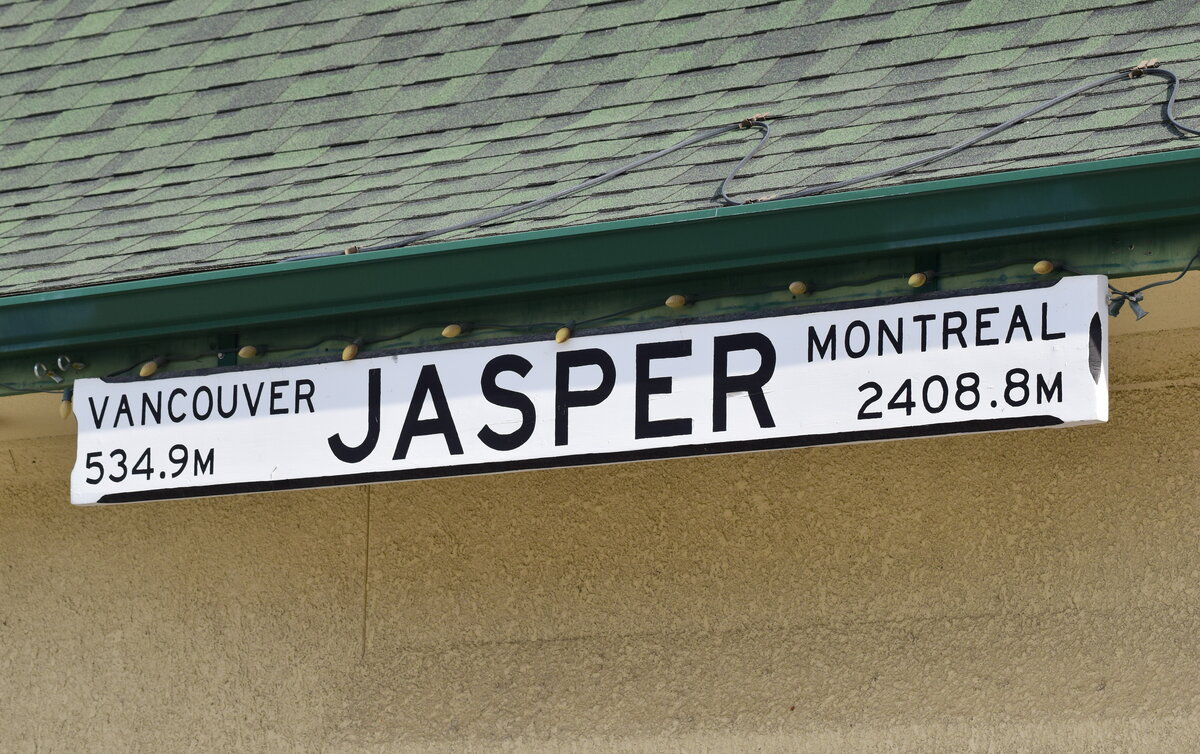 VANCOUVER
534.9M
JASPER
MONTREAL
2408.8M